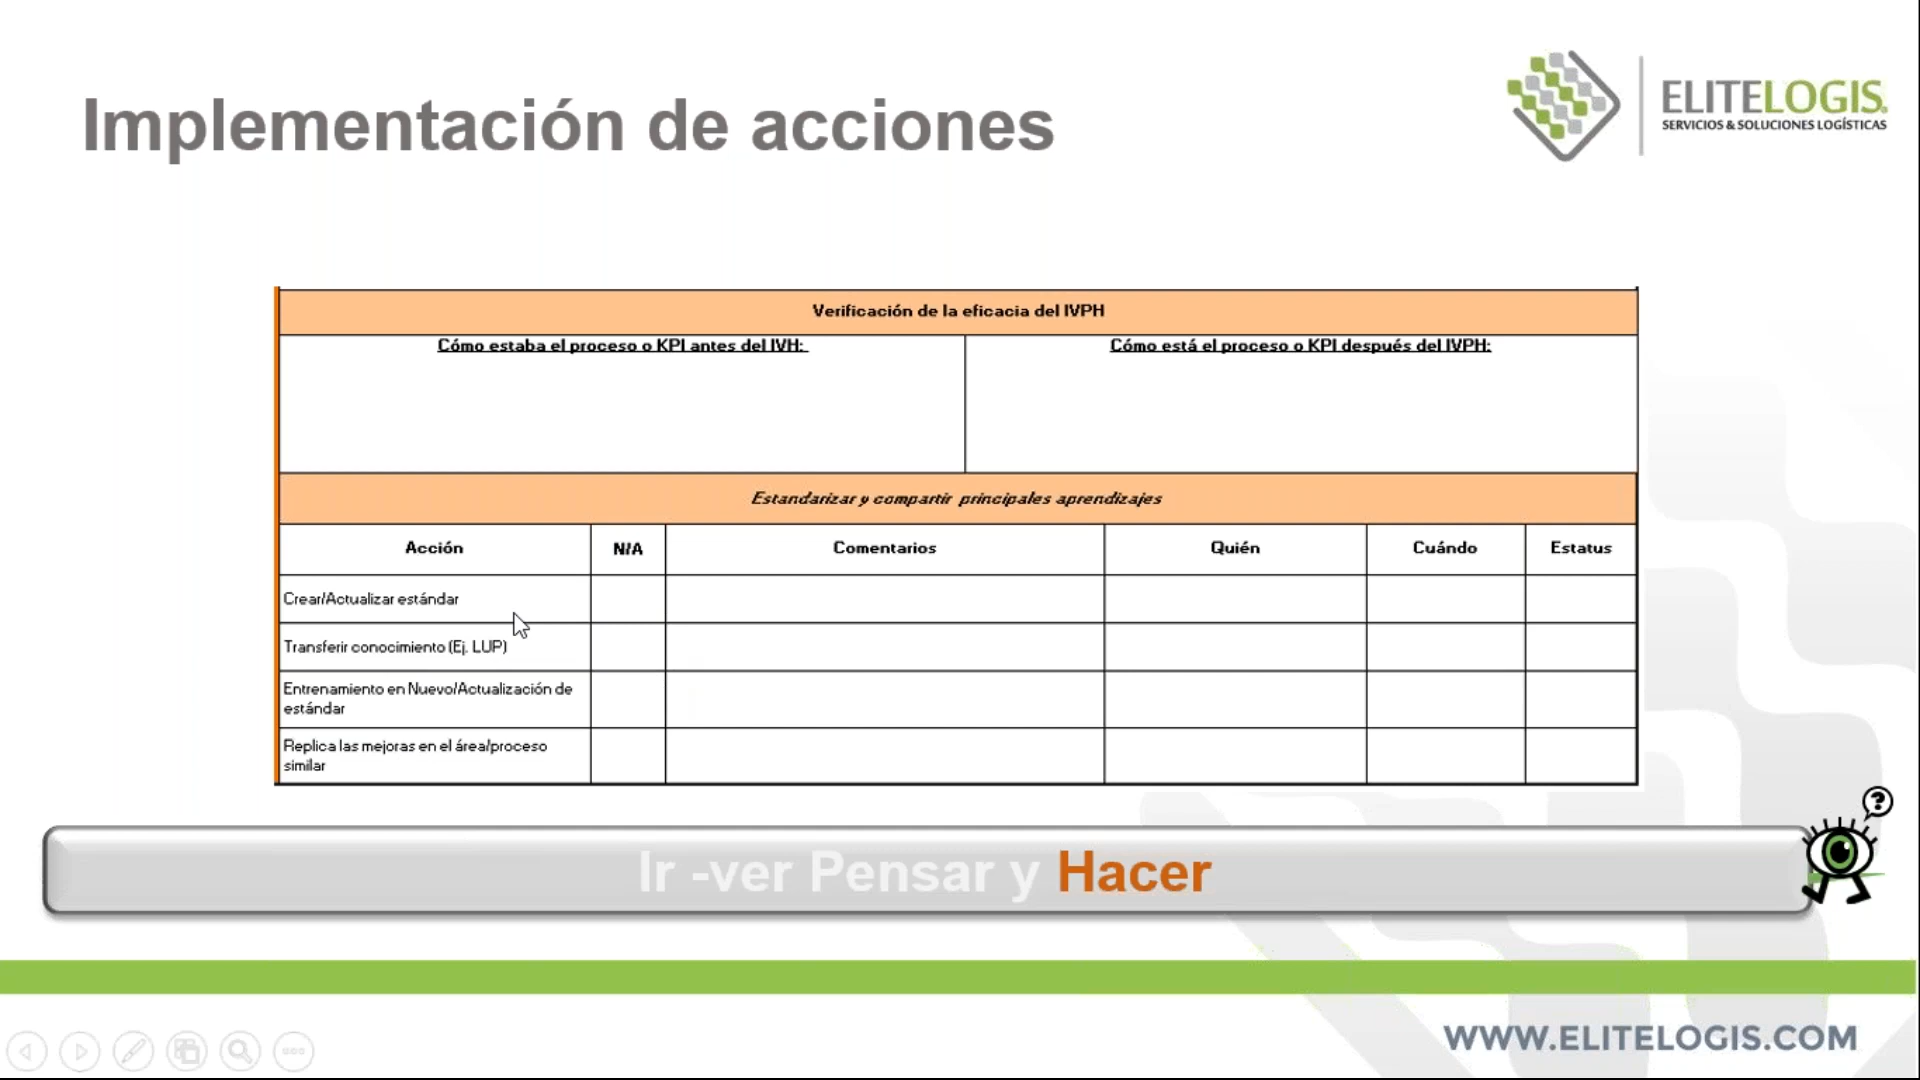 Implementación de acciones
ELITELOGIS
SERVICIOS & SOLUCIONES LOGÍSTICAS
Verificación de la eficacia del IVPH
Cómo estaba el proceso o KPI antes del IVH:
Cómo está el proceso o KPI después del IVPH:
Estandarizar y compartir principales aprendizajes
Acción N/A Comentarios Quién Cuándo Estatus
Crear/Actualizar estándar
Transferir conocimiento (Ej. LUP)
Entrenamiento en Nuevo/Actualización de
estándar
Replica las mejoras en el área/proceso
similar
?
Ir -ver Pensar y Hacer
WWW.ELITELOGIS.COM